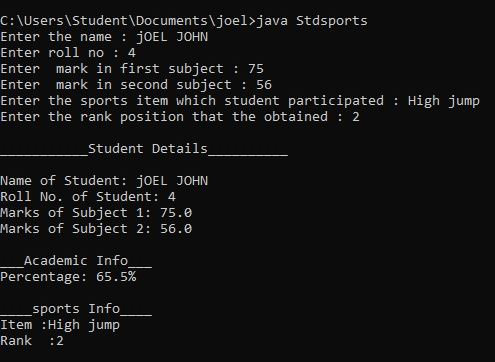 C:\Users\Student\Documents\joel>java Stdsports
Enter the name : jOEL JOHN
Enter roll no : 4
Enter  mark in first subject : 75
Enter  mark in second subject : 56
Enter the sports item which student participated : High jump
Enter the rank position that the obtained : 2
___________Student Details__________
Name of Student: jOEL JOHN
Roll No. of Student: 4
Marks of Subject 1: 75.0
Marks of Subject 2: 56.0
___Academic Info___
Percentage: 65.5%
____sports Info____
Item :High jump
Rank  :2